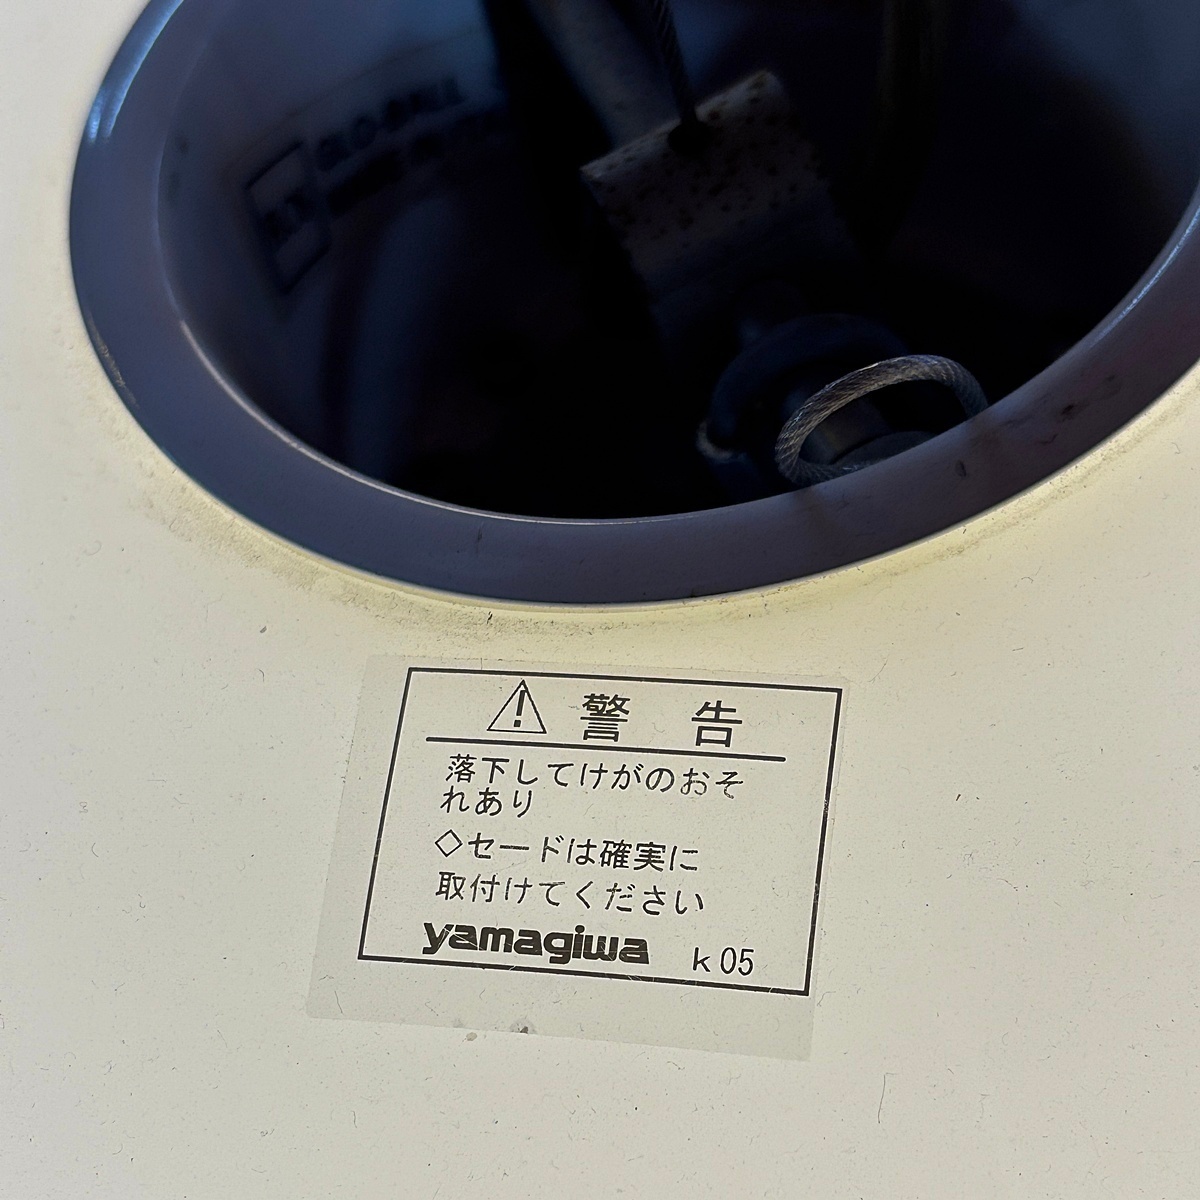 ⚠ 警 告
落下してけがのおそ
れあり
◇セードは確実に
取付けてください
yamagiwa k 05